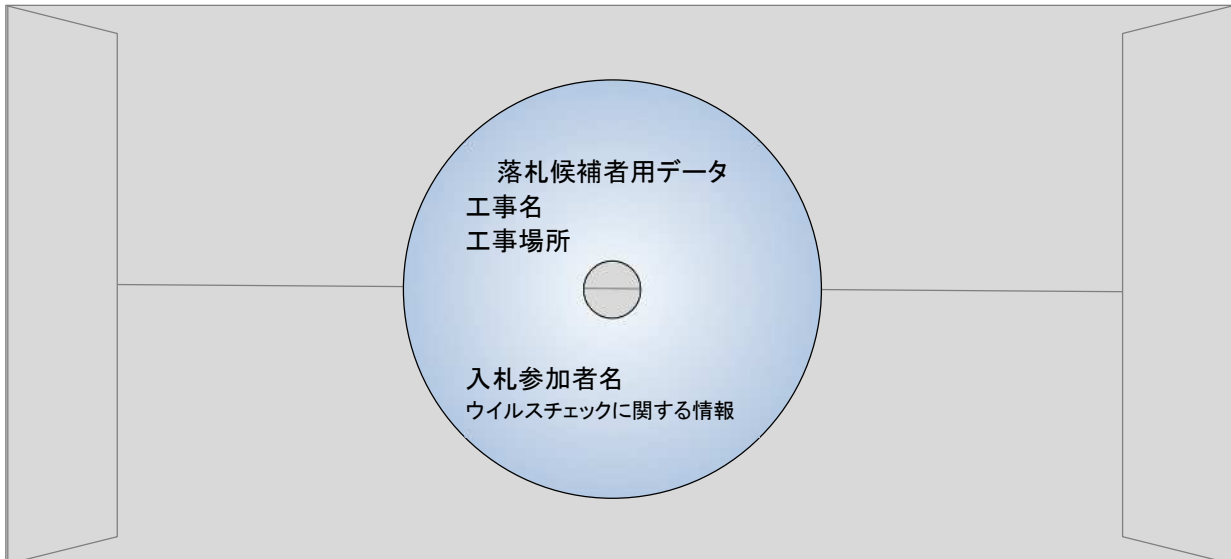 落札候補者用データ
工事名
工事場所
入札参加者名
ウイルスチェックに関する情報